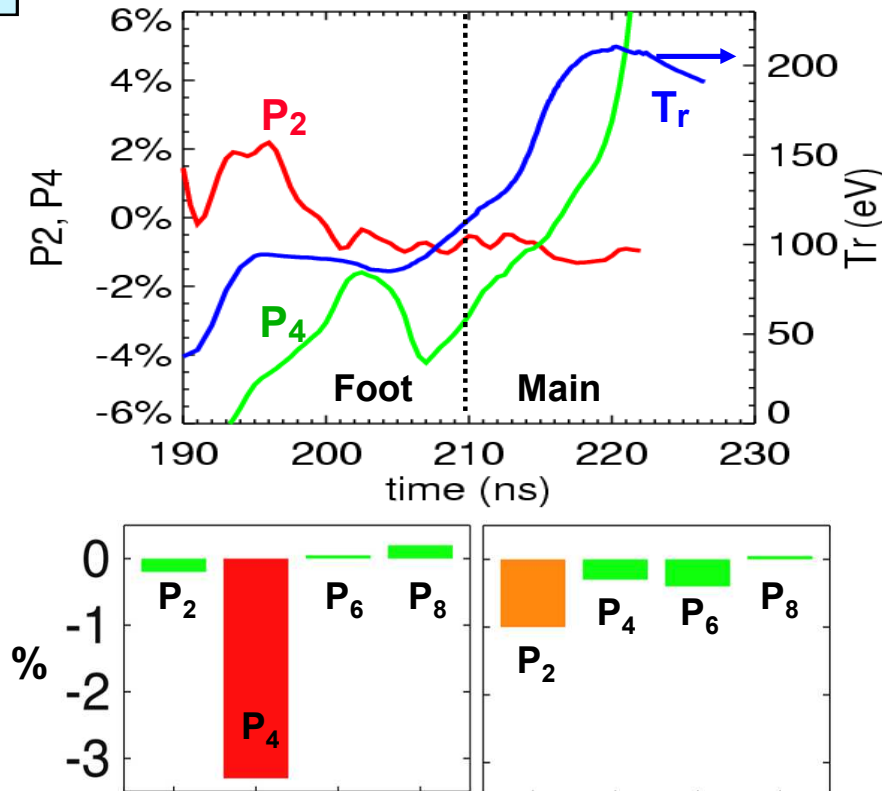 6%
4%
2%
0%
-2%
-4%
-6%
P2, P4
P2
P4
Tr
Foot
Main
200
150
100
50
0
Tr (eV)
190 200 210 220 230
time (ns)
0
-1
-2
-3
%
P2 P4 P6 P8
P2 P4 P6 P8